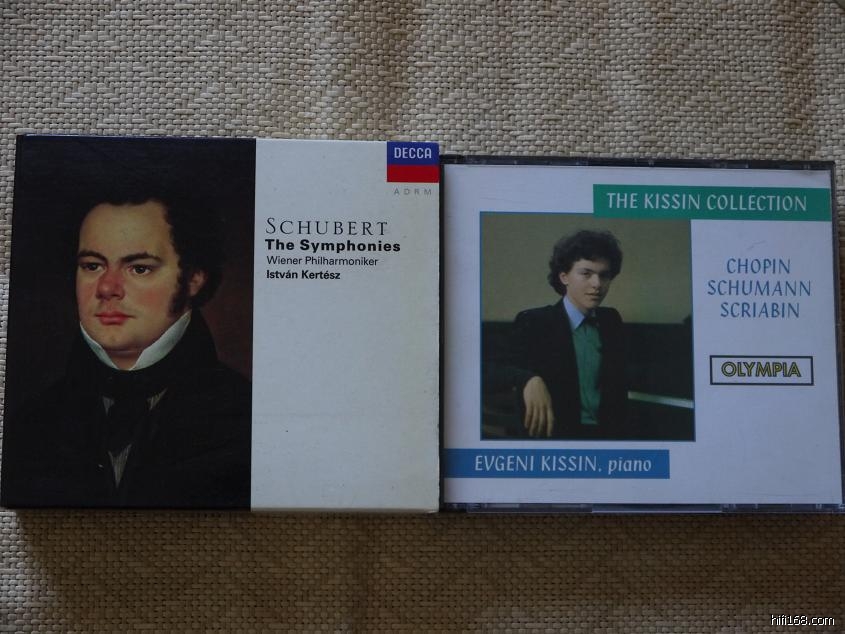 DECCA
ADRM
SCHUBERT
The Symphonies
Wiener Philharmoniker
István Kertész
THE KISSIN COLLECTION
CHOPIN
SCHUMANN
SCRIABIN
OLYMPIA
EVGENI KISSIN, piano
hifi168.com